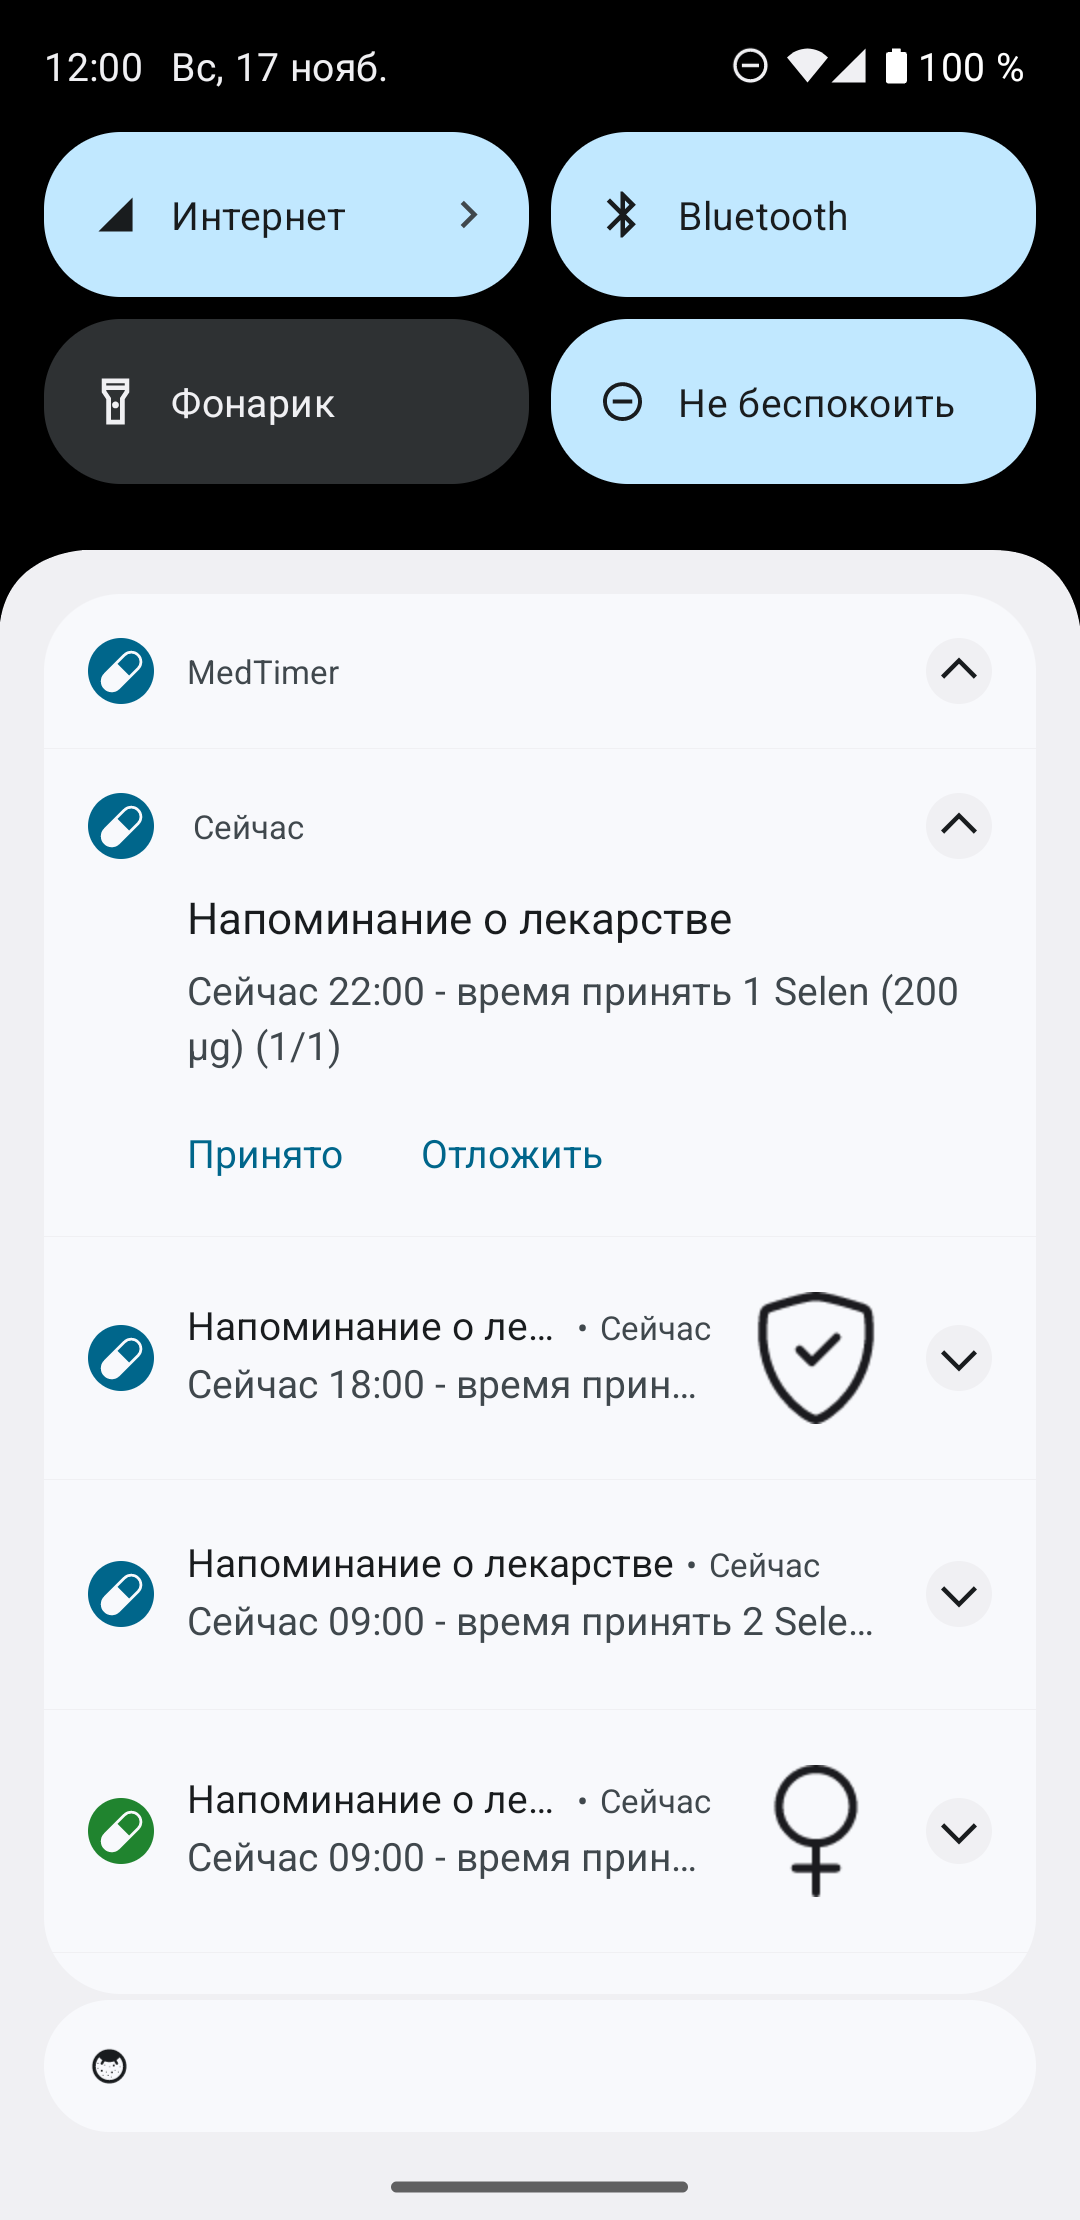 12:00 Вс, 17 нояб. 100 %
Интернет
Bluetooth
Фонарик
Не беспокоить
MedTimer
Сейчас
Напоминание о лекарстве
Сейчас 22:00 - время принять 1 Selen (200
µg) (1/1)
Принято Отложить
Напоминание о ле… • Сейчас
Сейчас 18:00 - время прин…
Напоминание о лекарстве • Сейчас
Сейчас 09:00 - время принять 2 Sele…
Напоминание о ле… • Сейчас
Сейчас 09:00 - время прин…